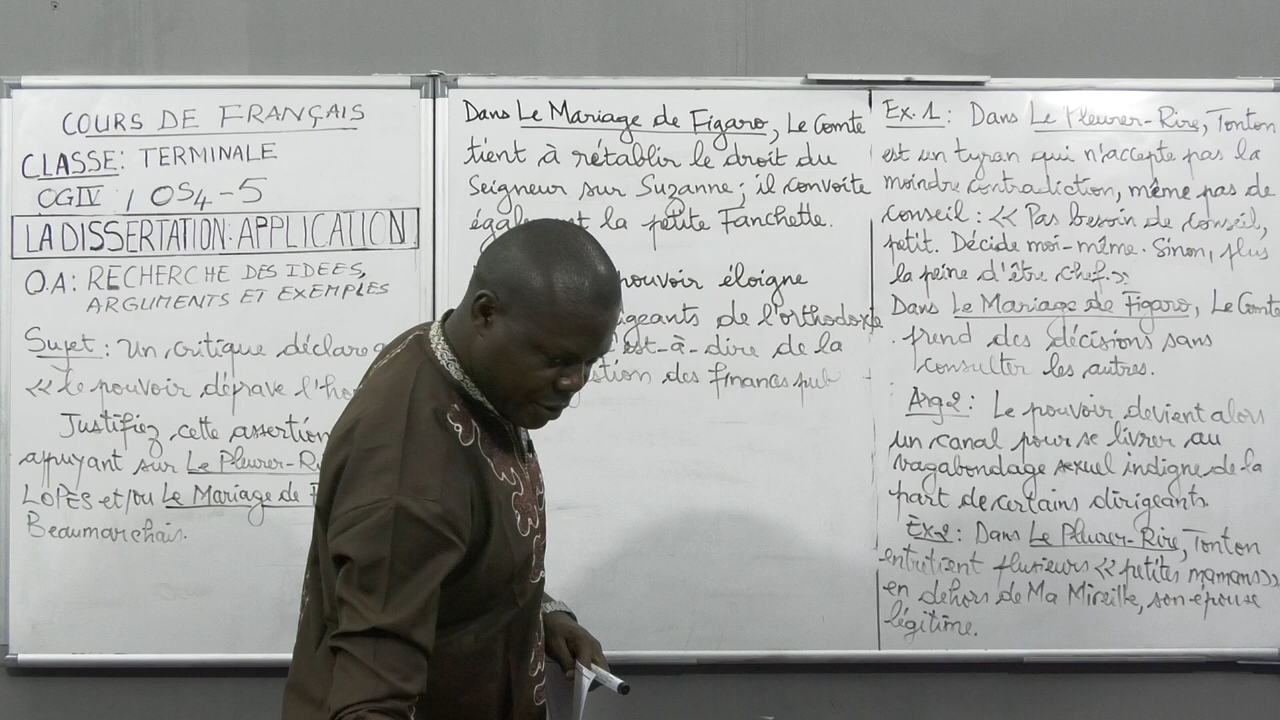 COURS DE FRANÇAIS
CLASSE: TERMINALE
OG IV / OS4-5
LA DISSERTATION: APPLICATION
O.A: RECHERCHE DES IDEES,
ARGUMENTS ET EXEMPLES
Sujet: Un critique déclare
<< Le pouvoir déprave l'ho
Justifiez cette assertion
appuyant sur Le Pleurer-Ri
LOPÈS et/ou Le Mariage de F
Beaumarchais.
Dans Le Mariage de Figaro, Le Comte
tient à rétablir le droit du
Seigneur sur Suzanne; il convoite
la petite Fanchette.
pouvoir éloigne
igeants de l'orthodoxie
'est-à-dire de la
stion des finances pub
Ex.1: Dans Le Pleurer-Rire, Tonton
est un tyran qui n'accepte pas la
moindre contradiction, même pas de
conseil: << Pas besoin de conseil,
petit. Décide moi-même. Sinon, plus
la peine d'être chef.>>
Dans Le Mariage de Figaro, Le Comte
prend des décisions sans
consulter les autres.
Arg2: Le pouvoir devient alors
un canal pour se livrer au
vagabondage sexuel indigne de la
part de certains dirigeants.
Ex-2: Dans Le Pleurer-Rire, Tonton
entretient plusieurs << petites mamans>>
en dehors de Ma Mireille, son épouse
légitime.